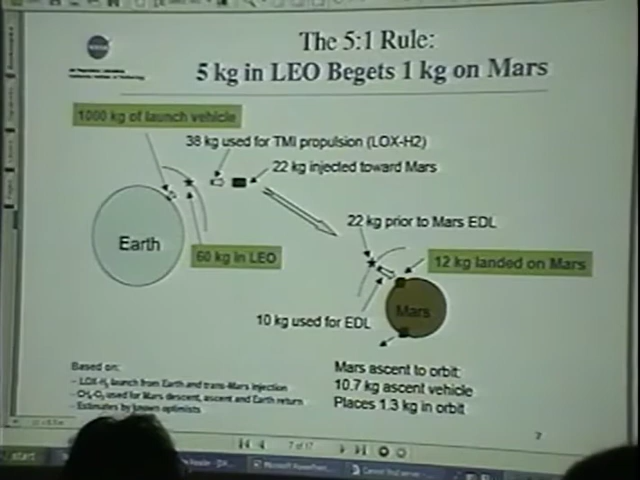 The 5:1 Rule:
5 kg in LEO Begets 1 kg on Mars
1000 kg of launch vehicle
38 kg used for TMI propulsion (LOX-H2)
22 kg injected toward Mars
22 kg prior to Mars EDL
Earth
60 kg in LEO
12 kg landed on Mars
Mars
10 kg used for EDL
Based on:
- LOX-H₂ launch from Earth and trans-Mars injection
- CH₄-O₂ used for Mars descent, ascent and Earth return
- Estimates by known optimists
Mars ascent to orbit:
10.7 kg ascent vehicle
Places 1.3 kg in orbit
7
7 of 17
start
Microsoft PowerPoint